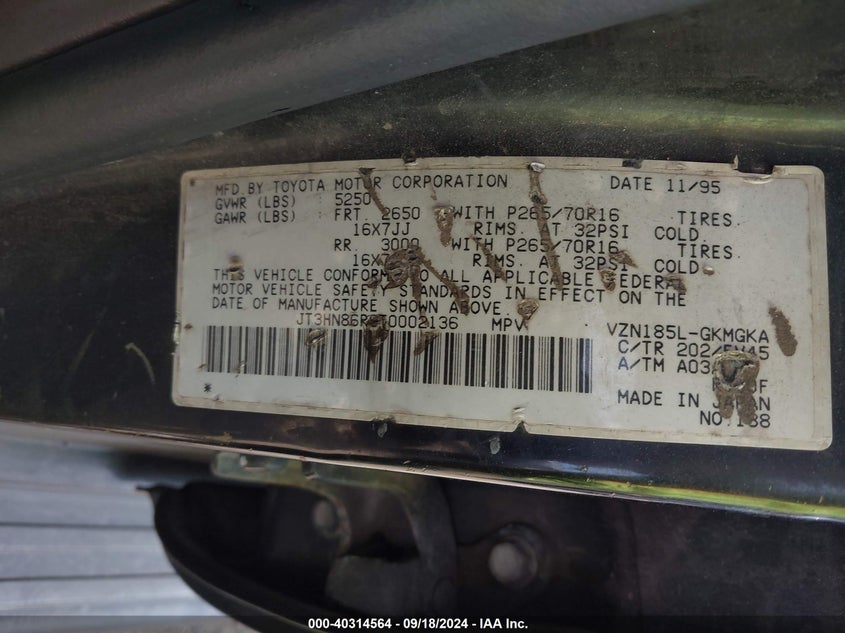 MFD BY TOYOTA MOTOR CORPORATION DATE 11/95
GVWR (LBS) 5250
GAWR (LBS) FRT. 2650 WITH P265/70R16 TIRES.
16X7JJ RIMS. AT 32PSI COLD.
RR. 3000 WITH P265/70R16 TIRES.
RIMS. AT 32PSI COLD.
THIS VEHICLE CONFORMS TO ALL APPLICABLE FEDERAL
MOTOR VEHICLE SAFETY STANDARDS IN EFFECT ON THE
DATE OF MANUFACTURE SHOWN ABOVE.
MPV
VZN185L-GKMGKA
C/TR
A/TM
MADE IN JAPAN
000-40314564 - 09/18/2024 - IAA Inc.